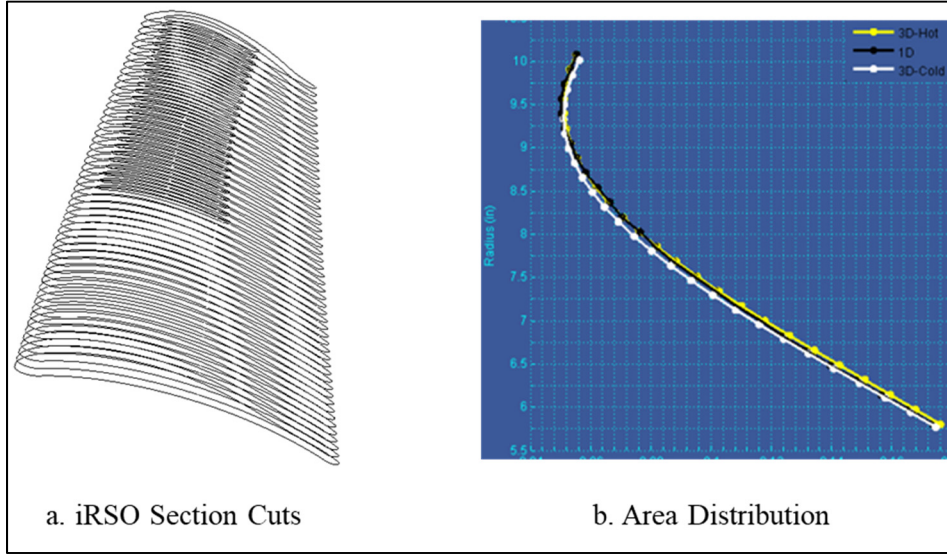 3D-Hot
1D
3D-Cold
10
9.5
9
8.5
8
7.5
7
6.5
6
5.5
Radius (in)
a. iRSO Section Cuts
b. Area Distribution